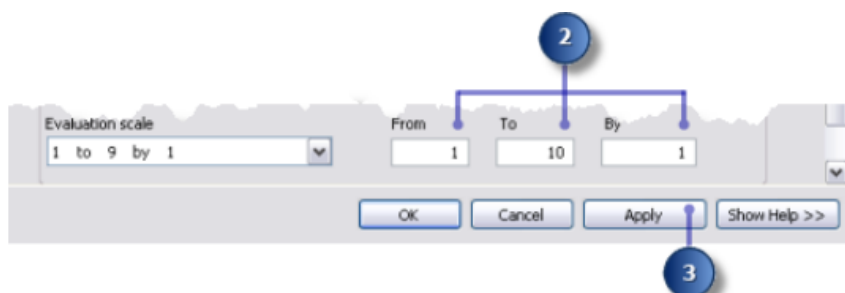 2
Evaluation scale From To By
1 to 9 by 1 1 10 1
OK Cancel Apply Show Help >>
3